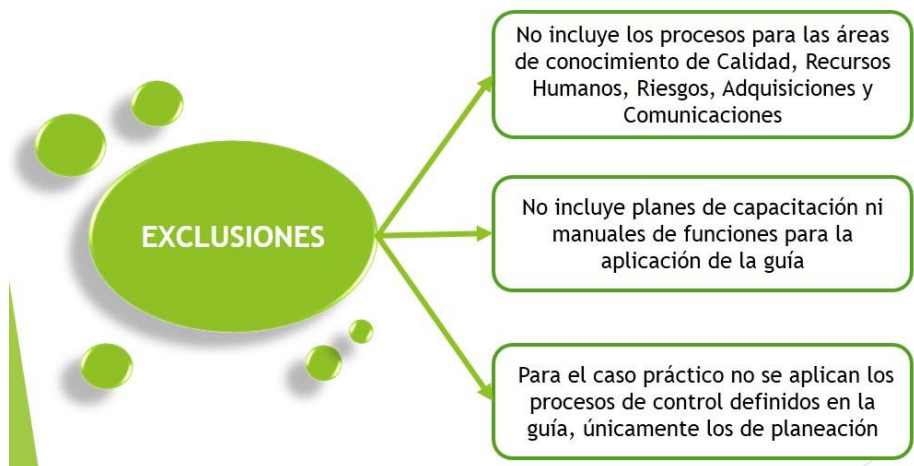 EXCLUSIONES
No incluye los procesos para las áreas
de conocimiento de Calidad, Recursos
Humanos, Riesgos, Adquisiciones y
Comunicaciones
No incluye planes de capacitación ni
manuales de funciones para la
aplicación de la guía
Para el caso práctico no se aplican los
procesos de control definidos en la
guía, únicamente los de planeación